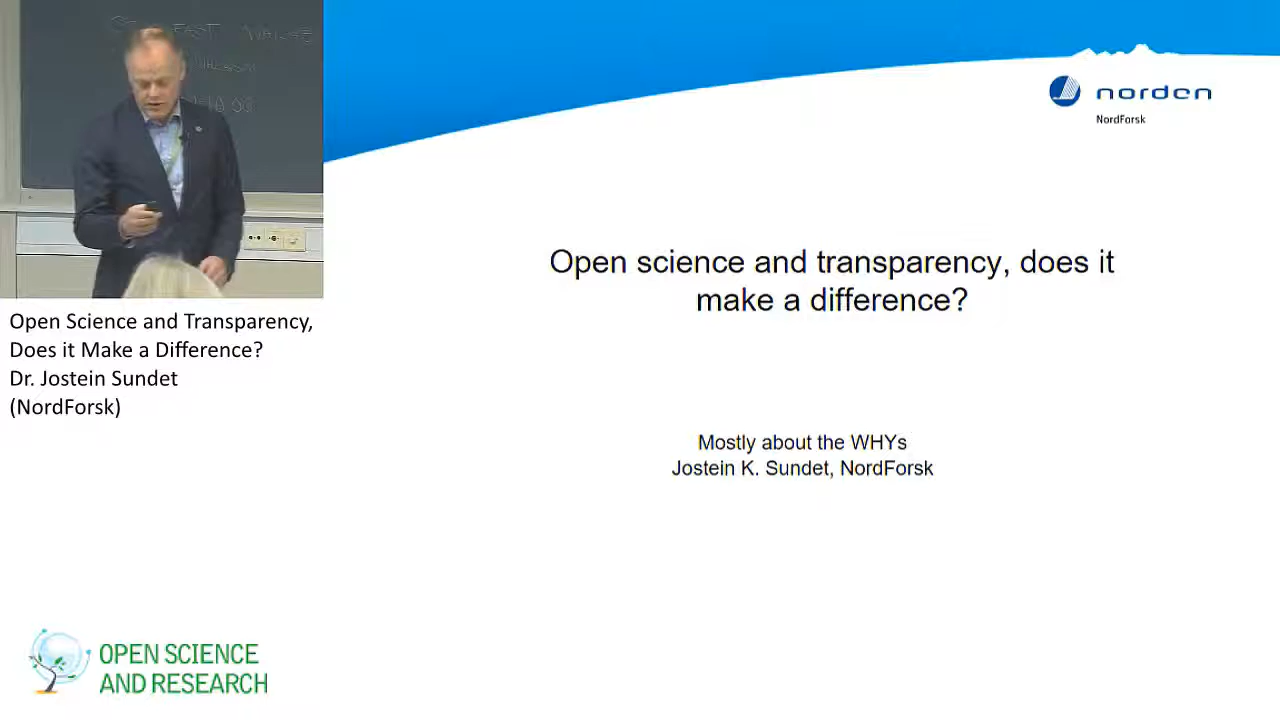 Open Science and Transparency,
Does it Make a Difference?
Dr. Jostein Sundet
(NordForsk)
OPEN SCIENCE
AND RESEARCH
norden
NordForsk
Open science and transparency, does it
make a difference?
Mostly about the WHYs
Jostein K. Sundet, NordForsk